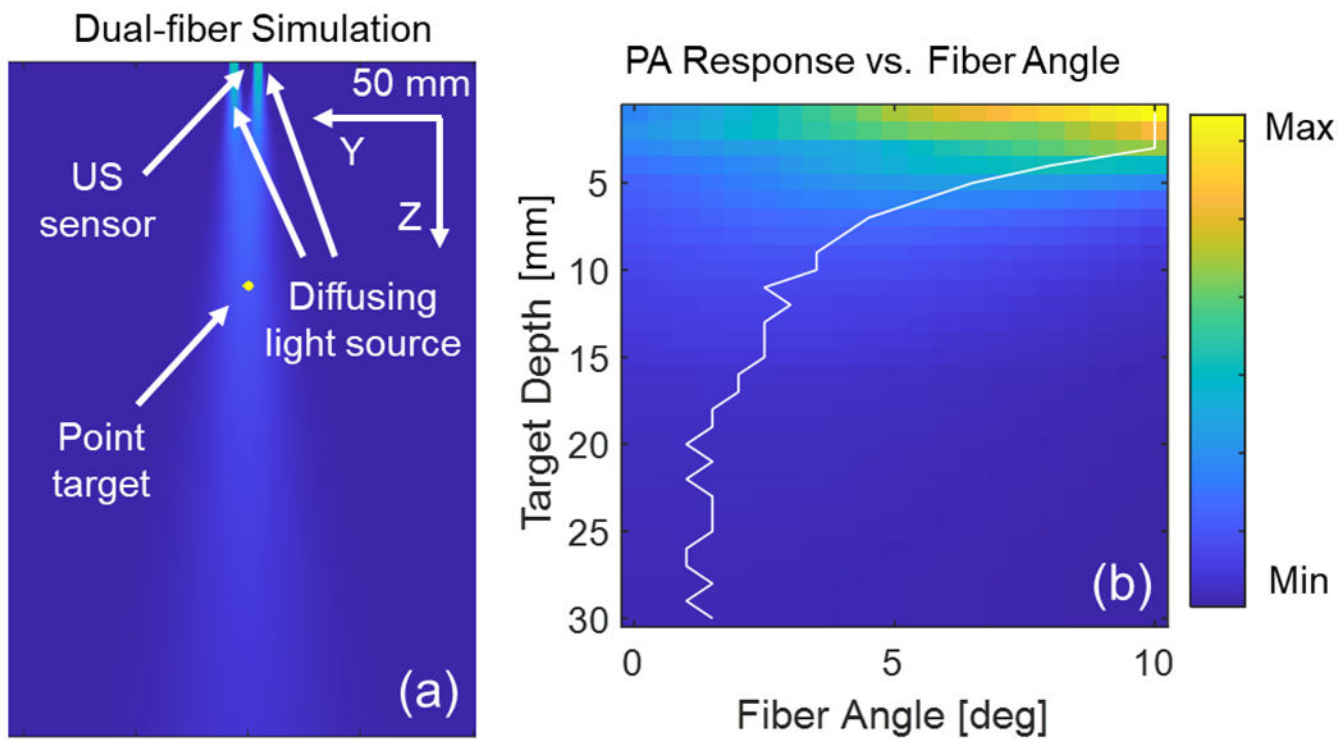 Dual-fiber Simulation
50 mm
Y
Z
US
sensor
Diffusing
light source
Point
target
(a)
PA Response vs. Fiber Angle
Target Depth [mm]
5
10
15
20
25
30
0
5
10
Fiber Angle [deg]
(b)
Max
Min